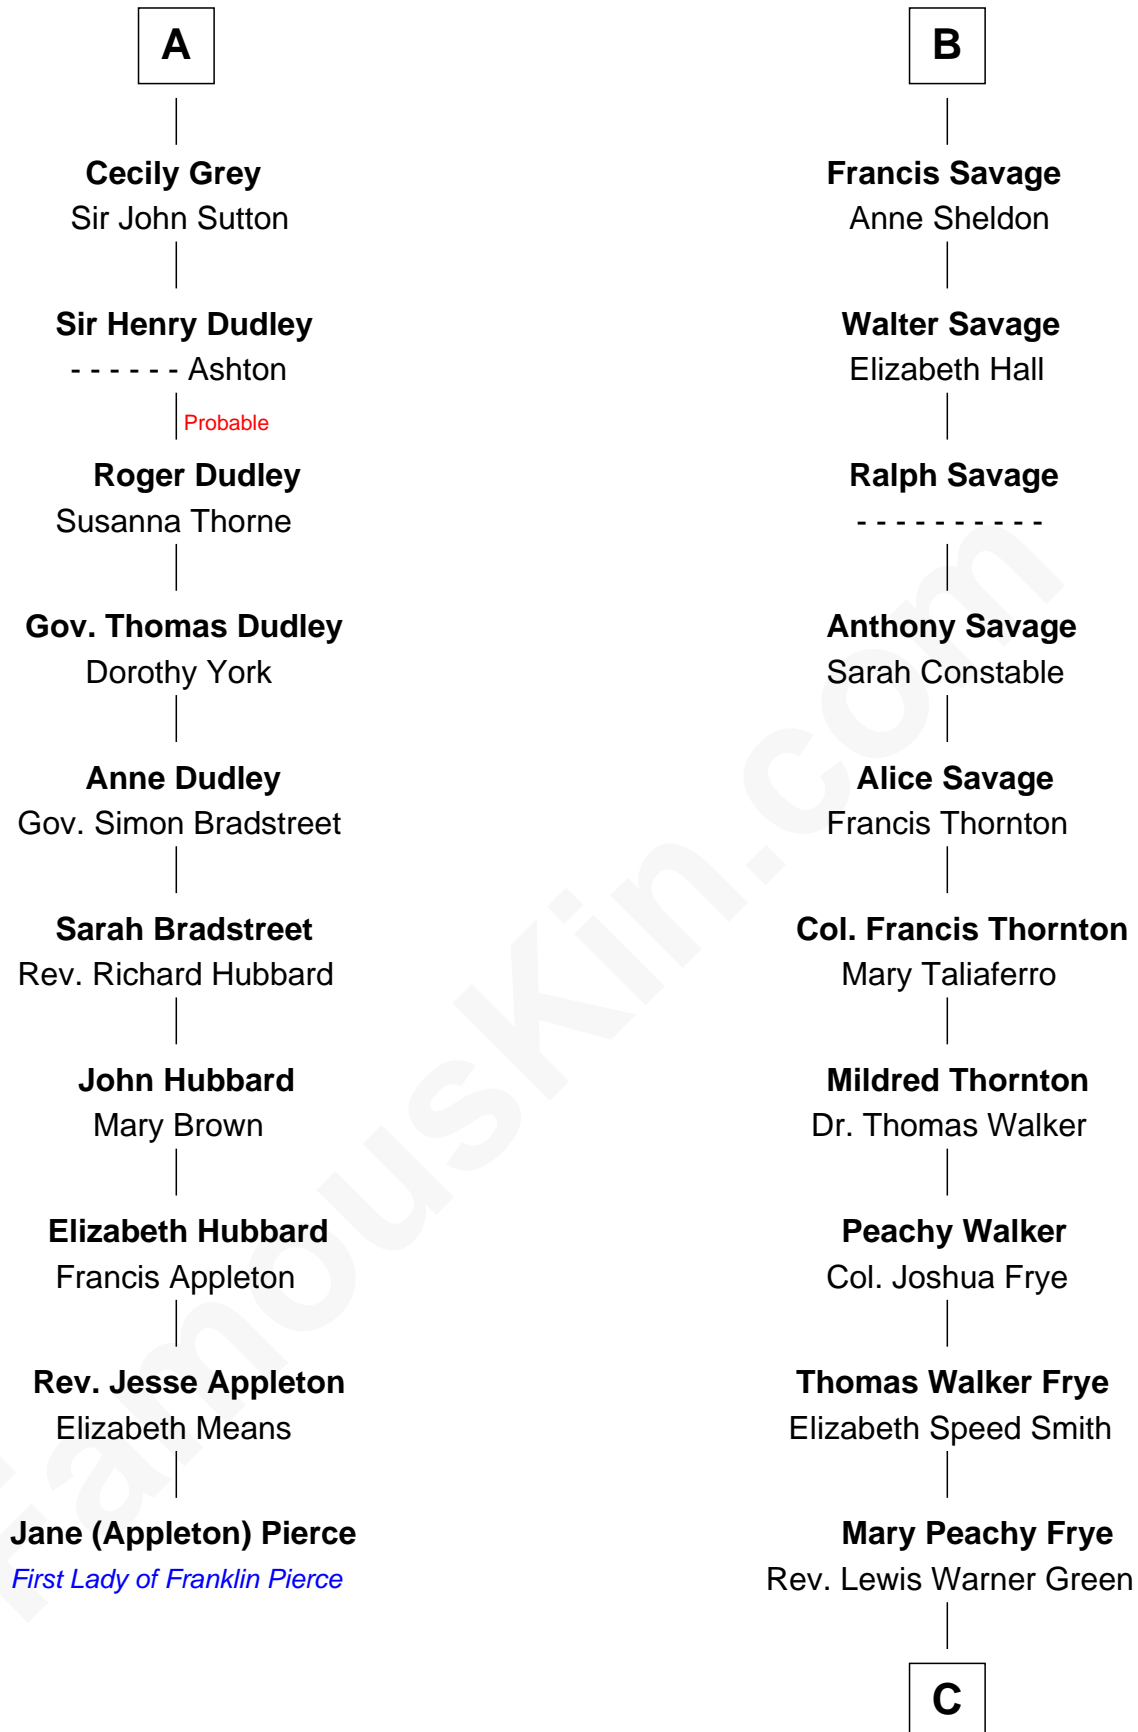 A
Cecily Grey
Sir John Sutton
Sir Henry Dudley
- - - - - - Ashton
Probable
Roger Dudley
Susanna Thorne
Gov. Thomas Dudley
Dorothy York
Anne Dudley
Gov. Simon Bradstreet
Sarah Bradstreet
Rev. Richard Hubbard
John Hubbard
Mary Brown
Elizabeth Hubbard
Francis Appleton
Rev. Jesse Appleton
Elizabeth Means
Jane (Appleton) Pierce
First Lady of Franklin Pierce
B
Francis Savage
Anne Sheldon
Walter Savage
Elizabeth Hall
Ralph Savage
- - - - - - - - - -
Anthony Savage
Sarah Constable
Alice Savage
Francis Thornton
Col. Francis Thornton
Mary Taliaferro
Mildred Thornton
Dr. Thomas Walker
Peachy Walker
Col. Joshua Frye
Thomas Walker Frye
Elizabeth Speed Smith
Mary Peachy Frye
Rev. Lewis Warner Green
C
FamousKin.com